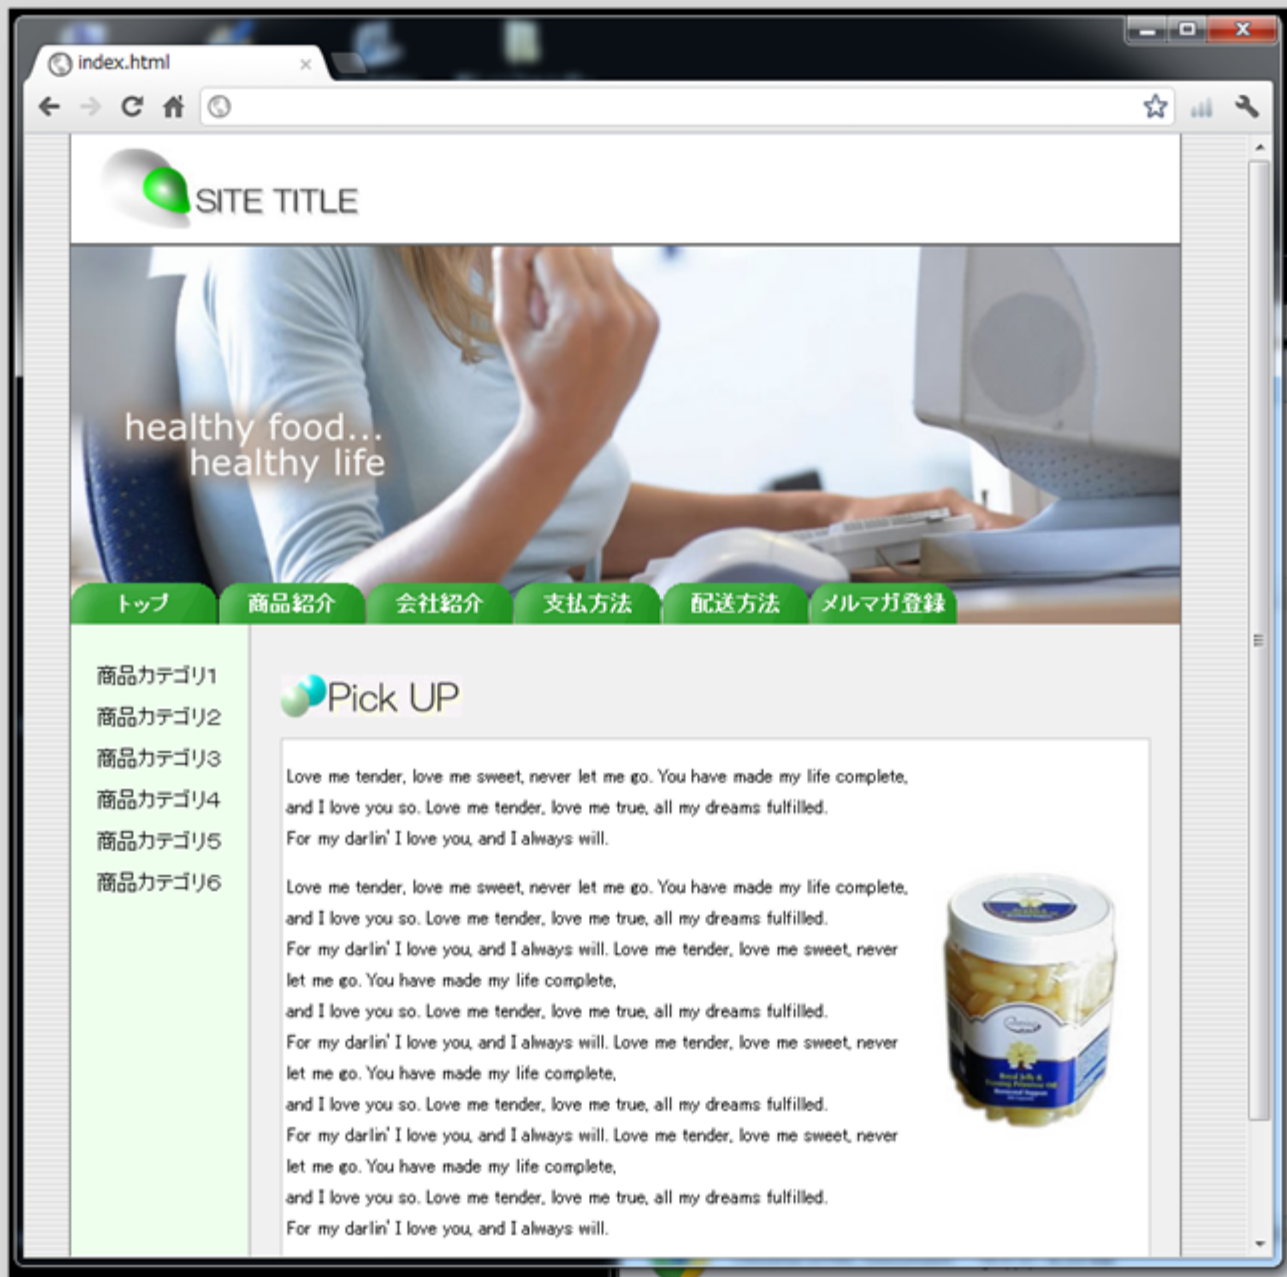 index.html
SITE TITLE
healthy food...
healthy life
トップ 商品紹介 会社紹介 支払方法 配送方法 メルマガ登録
商品カテゴリ1
商品カテゴリ2
商品カテゴリ3
商品カテゴリ4
商品カテゴリ5
商品カテゴリ6
Pick UP
Love me tender, love me sweet, never let me go. You have made my life complete,
and I love you so. Love me tender, love me true, all my dreams fulfilled.
For my darlin' I love you, and I always will.
Love me tender, love me sweet, never let me go. You have made my life complete,
and I love you so. Love me tender, love me true, all my dreams fulfilled.
For my darlin' I love you, and I always will. Love me tender, love me sweet, never
let me go. You have made my life complete,
and I love you so. Love me tender, love me true, all my dreams fulfilled.
For my darlin' I love you, and I always will. Love me tender, love me sweet, never
let me go. You have made my life complete,
and I love you so. Love me tender, love me true, all my dreams fulfilled.
For my darlin' I love you, and I always will. Love me tender, love me sweet, never
let me go. You have made my life complete,
and I love you so. Love me tender, love me true, all my dreams fulfilled.
For my darlin' I love you, and I always will.
Royal Jelly &
Evening Primrose Oil